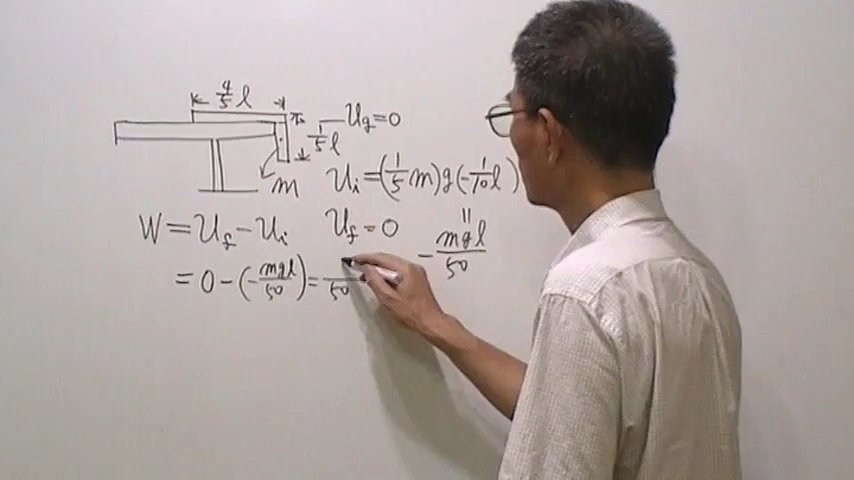 4/5 l
U_g=0
1/5 l
m
U_i=(1/5 m)g(-1/10 l)
W=U_f-U_i
U_f=0
=
-mgl/50
=0-(-mgl/50)= /50